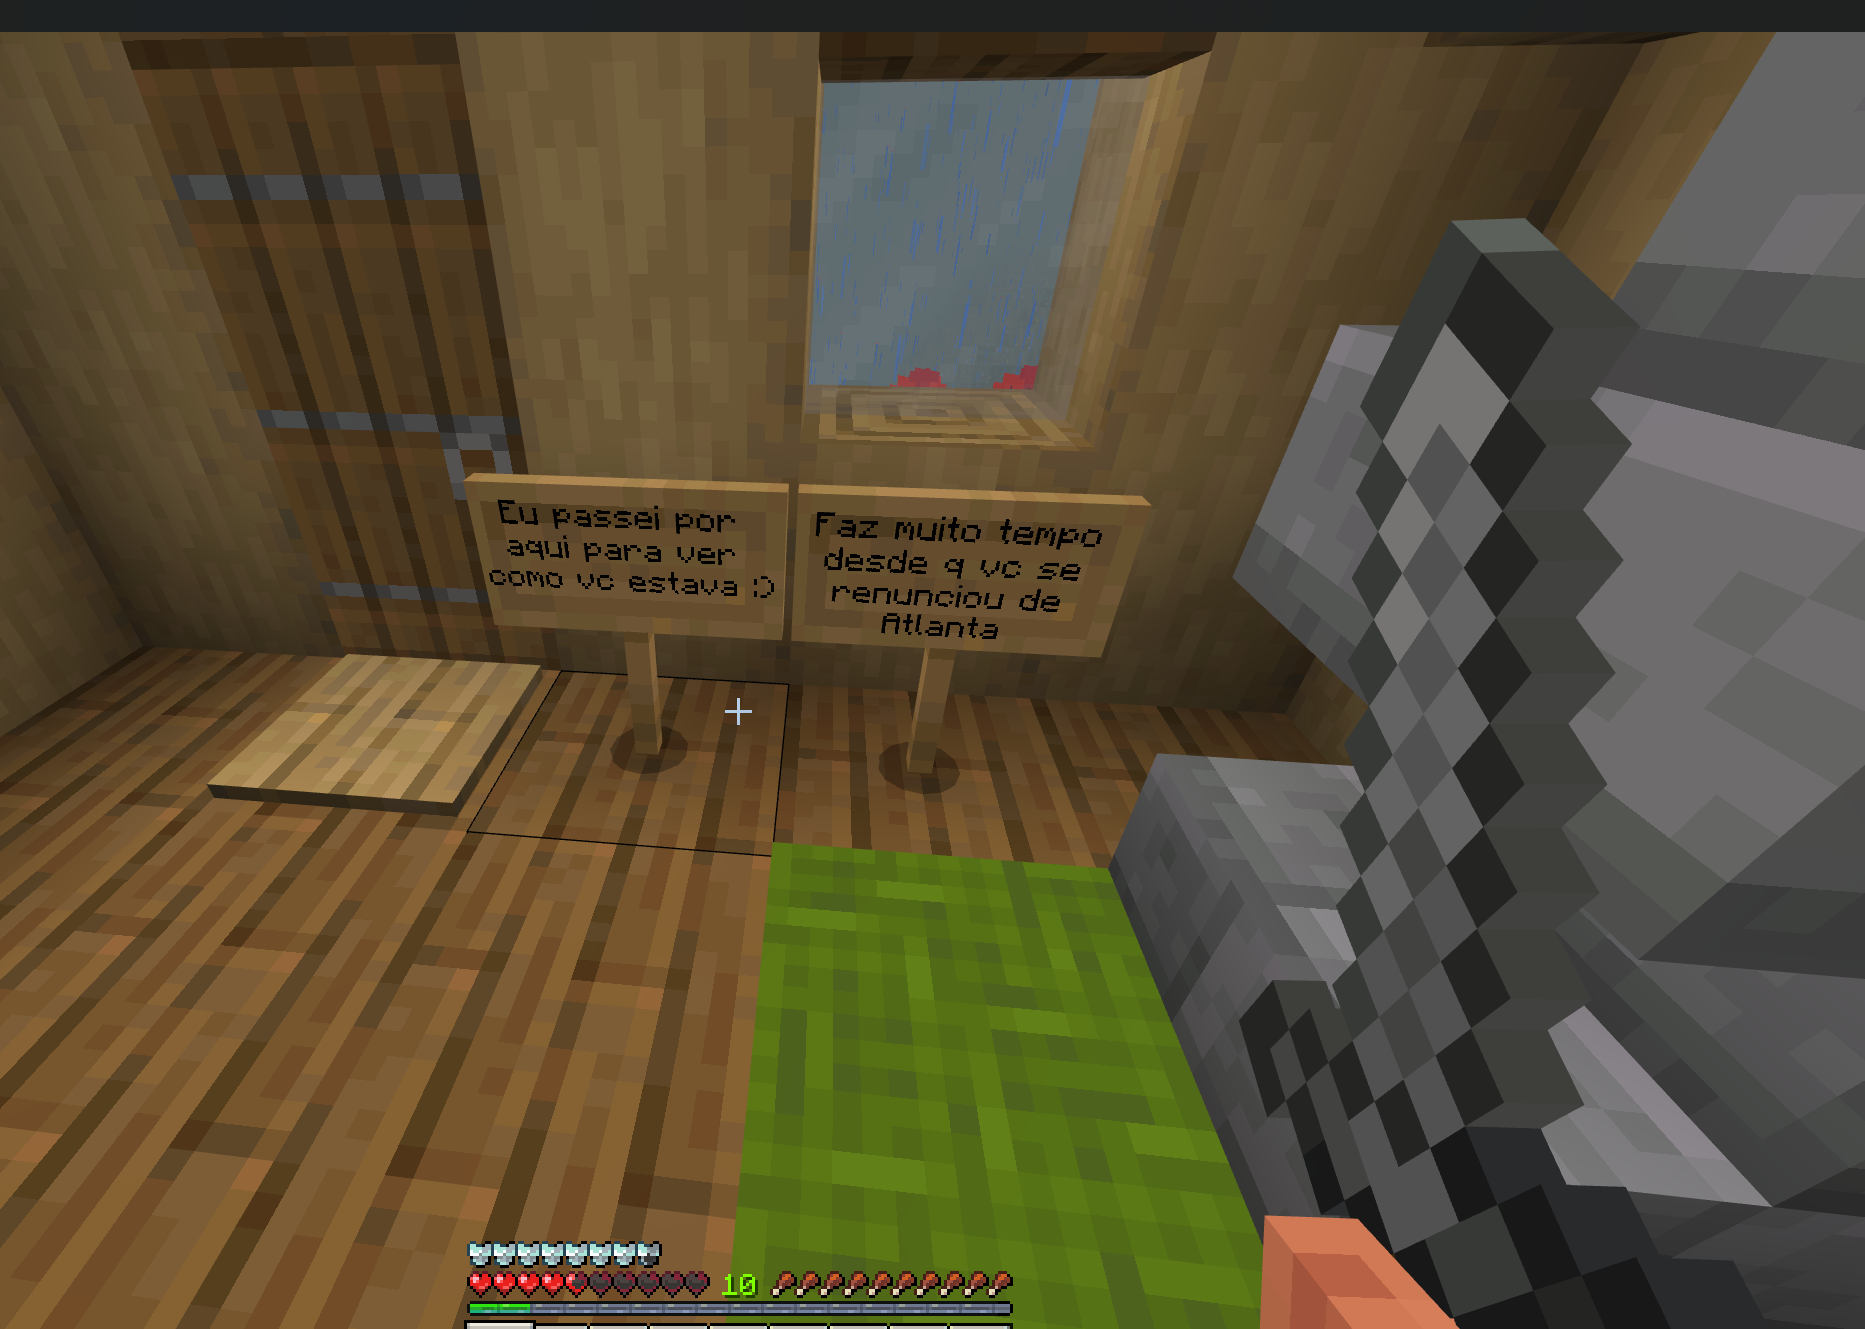 Eu passei por
aqui para ver
como vc estava :)
Faz muito tempo
desde q vc se
renunciou de
Atlanta
10